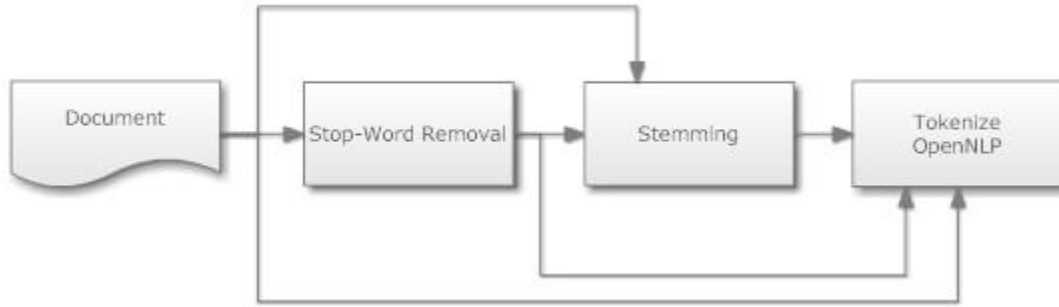 Document
Stop-Word Removal
Stemming
Tokenize
OpenNLP